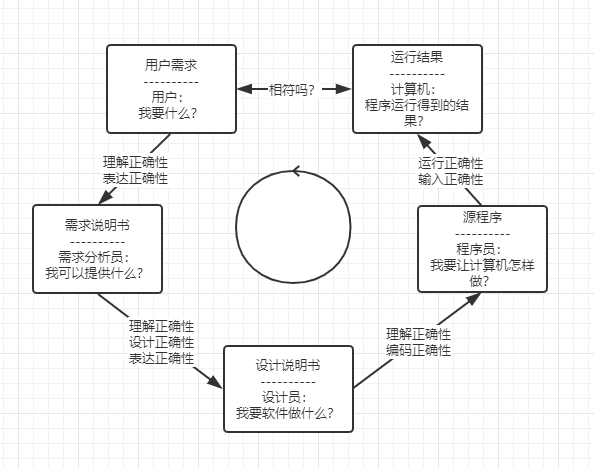 用户需求
----------
用户：
我要什么？
相符吗？
运行结果
----------
计算机：
程序运行得到的结
果？
理解正确性
表达正确性
运行正确性
输入正确性
需求说明书
----------
需求分析员：
我可以提供什么？
源程序
----------
程序员：
我要让计算机怎样
做？
理解正确性
设计正确性
表达正确性
理解正确性
编码正确性
设计说明书
----------
设计员：
我要软件做什么？